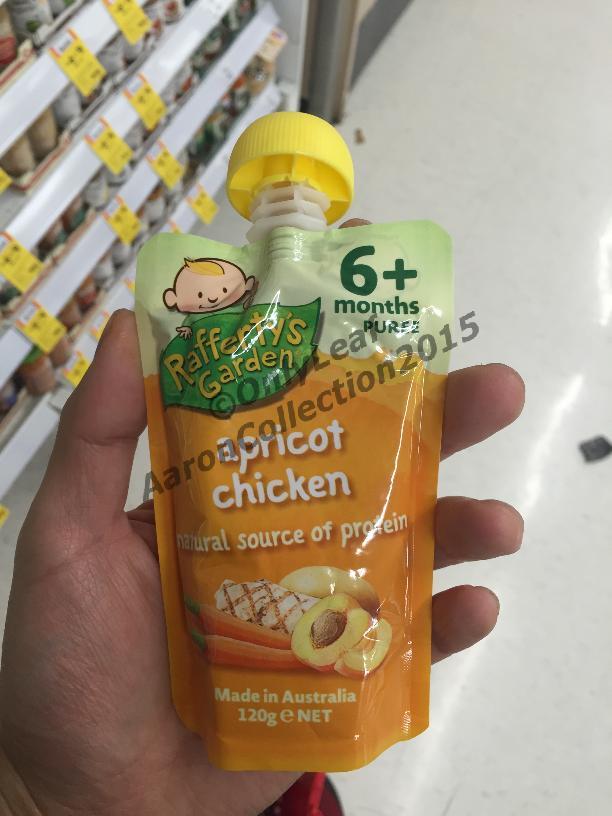 6+
months
PUREE
Rafferty's
Garden
©OnlyLeaf
AaronCollection2015
apricot
chicken
natural source of protein
Made in Australia
120g e NET